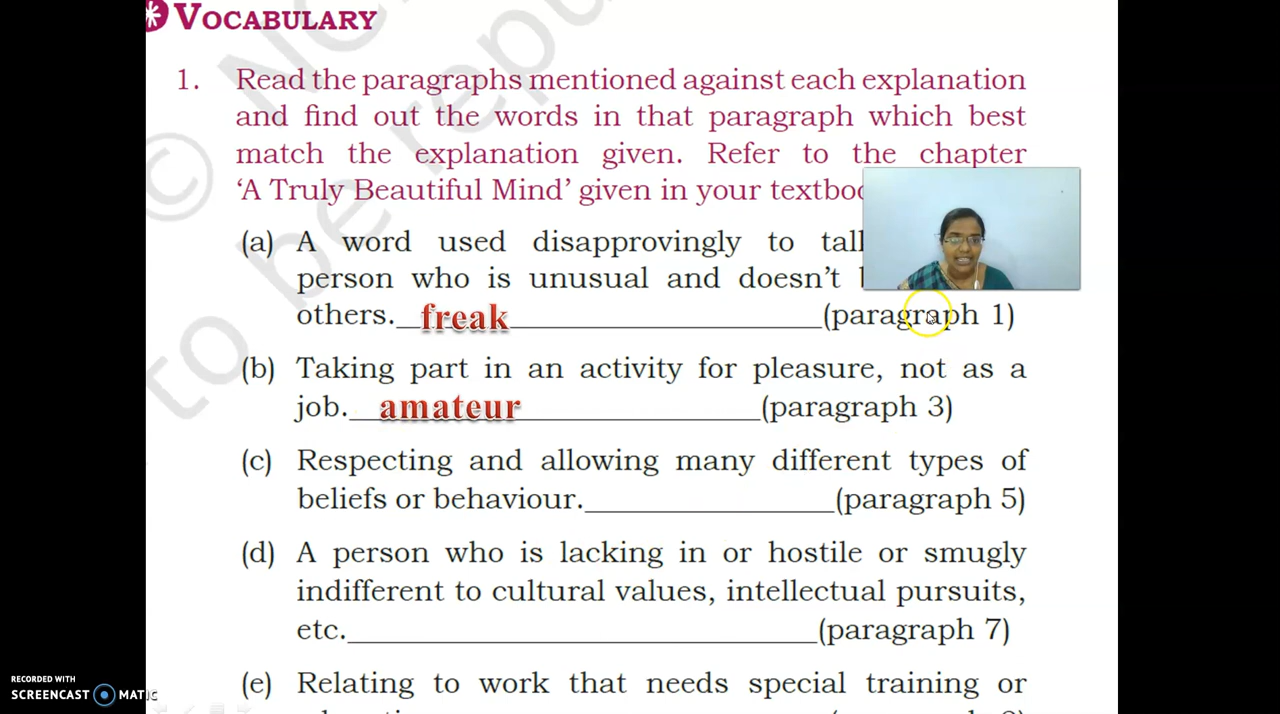 VOCABULARY
1. Read the paragraphs mentioned against each explanation
and find out the words in that paragraph which best
match the explanation given. Refer to the chapter
'A Truly Beautiful Mind' given in your
(a) A word used disapprovingly to
person who is unusual and doesn't
others. freak (paragraph 1)
(b) Taking part in an activity for pleasure, not as a
job. amateur (paragraph 3)
(c) Respecting and allowing many different types of
beliefs or behaviour. (paragraph 5)
(d) A person who is lacking in or hostile or smugly
indifferent to cultural values, intellectual pursuits,
etc. (paragraph 7)
(e) Relating to work that needs special training or
RECORDED WITH
SCREENCAST MATIC
© NC
to be repu